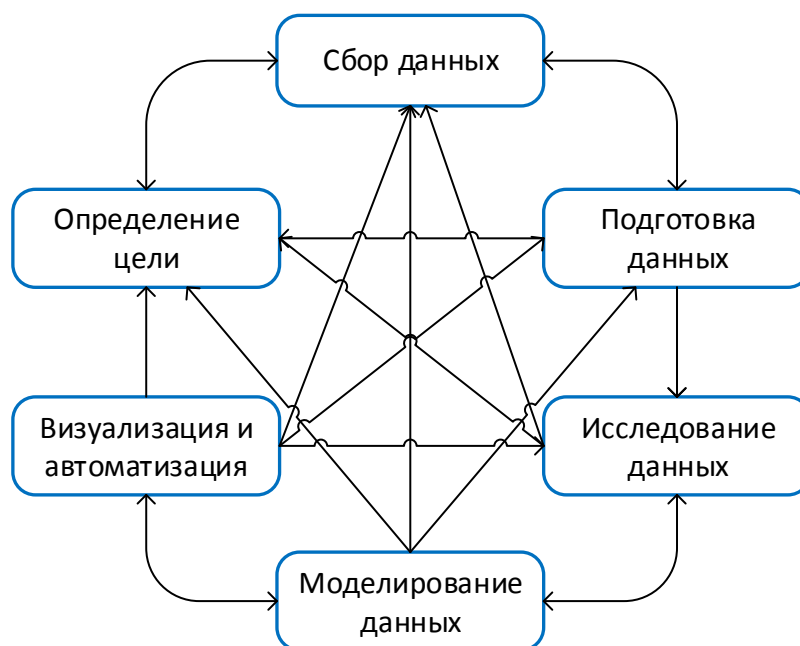 Сбор данных
Определение
цели
Подготовка
данных
Визуализация и
автоматизация
Исследование
данных
Моделирование
данных